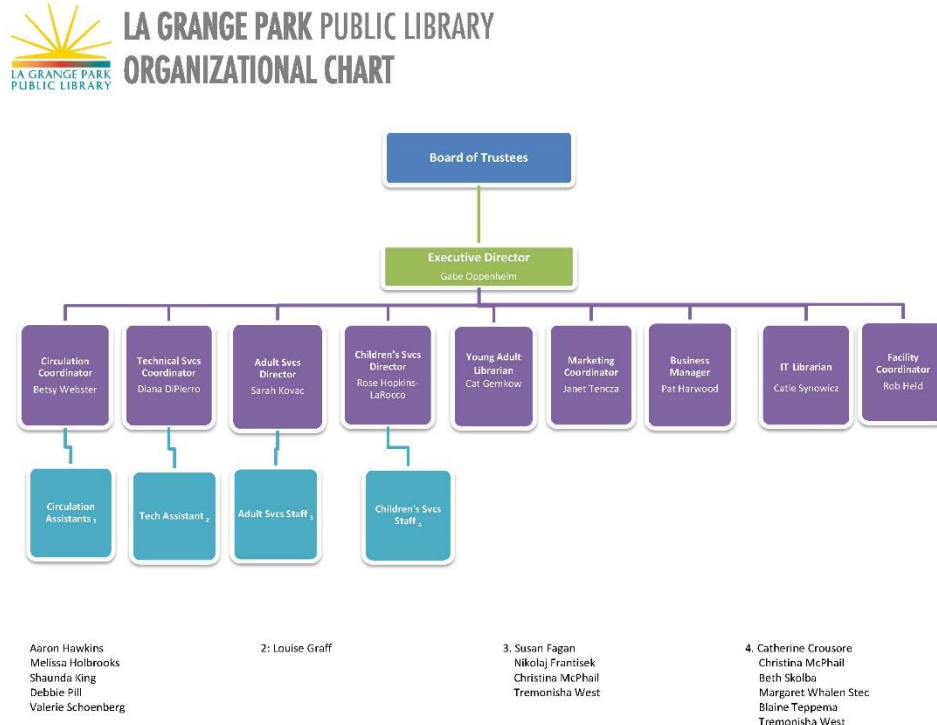 LA GRANGE PARK
PUBLIC LIBRARY
LA GRANGE PARK PUBLIC LIBRARY
ORGANIZATIONAL CHART
Board of Trustees
Executive Director
Gabe Oppenheim
Circulation
Coordinator
Betsy Webster
Technical Svcs
Coordinator
Diana DiPierro
Adult Svcs
Director
Sarah Kovac
Children's Svcs
Director
Rose Hopkins-
LaRocco
Young Adult
Librarian
Cat Gemkow
Marketing
Coordinator
Janet Tencza
Business
Manager
Pat Harwood
IT Librarian
Catie Synowicz
Facility
Coordinator
Rob Held
Circulation
Assistants 1
Tech Assistant 2
Adult Svcs Staff 3
Children's Svcs
Staff
Aaron Hawkins
Melissa Holbrooks
Shaunda King
Debbie Pill
Valerie Schoenberg
2: Louise Graff
3. Susan Fagan
Nikolaj Frantisek
Christina McPhail
Tremonisha West
4. Catherine Crousore
Christina McPhail
Beth Skolba
Margaret Whalen Stec
Blaine Teppema
Tremonisha West